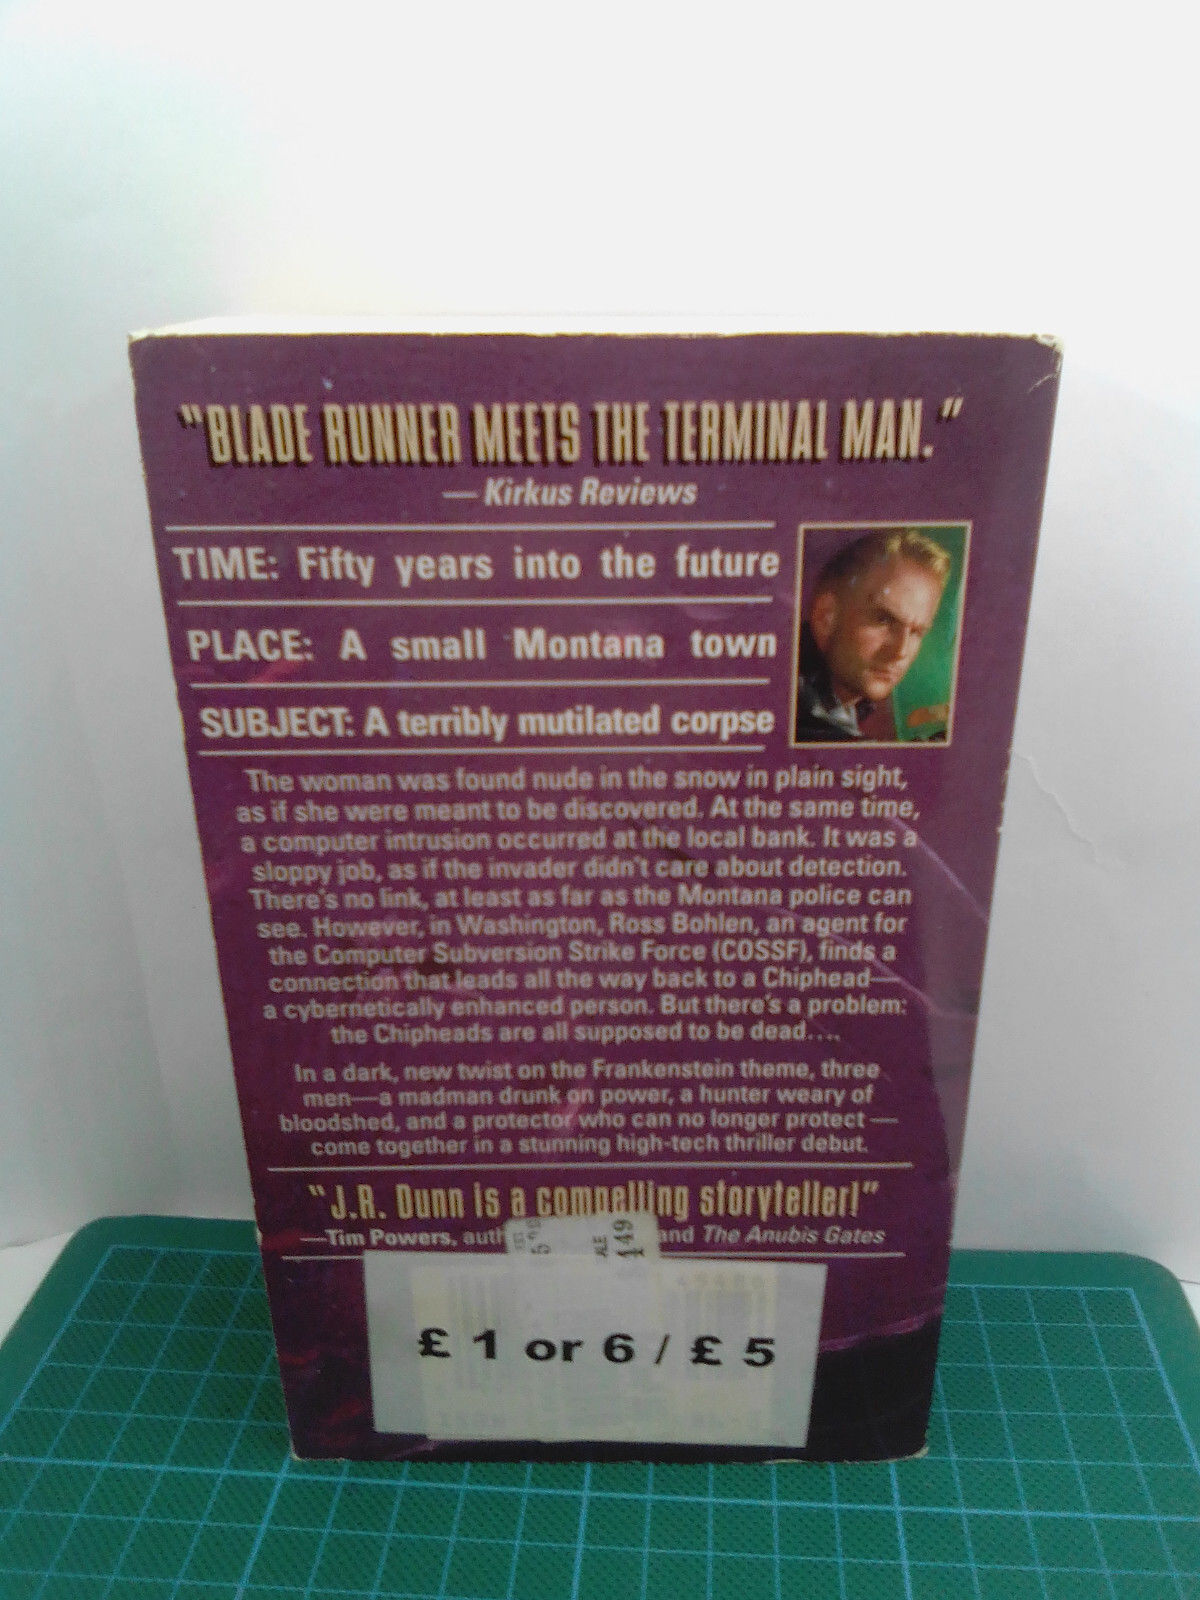 "BLADE RUNNER MEETS THE TERMINAL MAN."
— Kirkus Reviews
TIME: Fifty years into the future
PLACE: A small Montana town
SUBJECT: A terribly mutilated corpse
The woman was found nude in the snow in plain sight,
as if she were meant to be discovered. At the same time,
a computer intrusion occurred at the local bank. It was a
sloppy job, as if the invader didn't care about detection.
There's no link, at least as far as the Montana police can
see. However, in Washington, Ross Bohlen, an agent for
the Computer Subversion Strike Force (COSSF), finds a
connection that leads all the way back to a Chiphead—
a cybernetically enhanced person. But there's a problem:
the Chipheads are all supposed to be dead....
In a dark, new twist on the Frankenstein theme, three
men—a madman drunk on power, a hunter weary of
bloodshed, and a protector who can no longer protect—
come together in a stunning high-tech thriller debut.
"J.R. Dunn is a compelling storyteller!"
—Tim Powers, and The Anubis Gates
£ 1 or 6 / £ 5